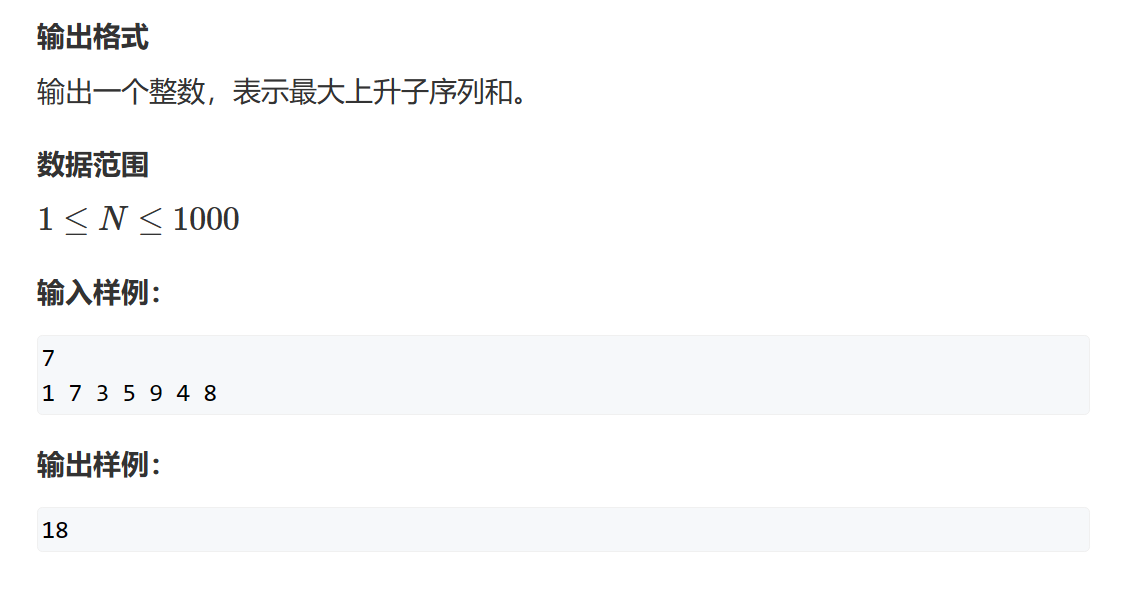 输出格式
输出一个整数，表示最大上升子序列和。
数据范围
1 ≤ N ≤ 1000
输入样例：
7
1 7 3 5 9 4 8
输出样例：
18